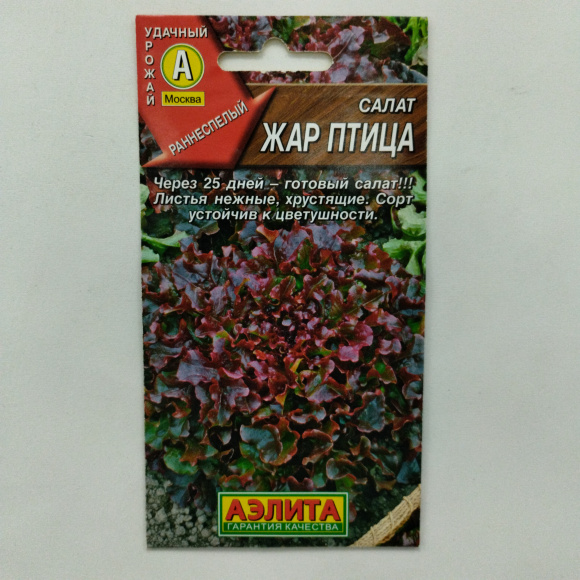 УДАЧНЫЙ
УРОЖАЙ
А
Москва
РАННЕСПЕЛЫЙ
САЛАТ
ЖАР ПТИЦА
Через 25 дней – готовый салат!!!
Листья нежные, хрустящие. Сорт
устойчив к цветушности.
АЭЛИТА
ГАРАНТИЯ КАЧЕСТВА